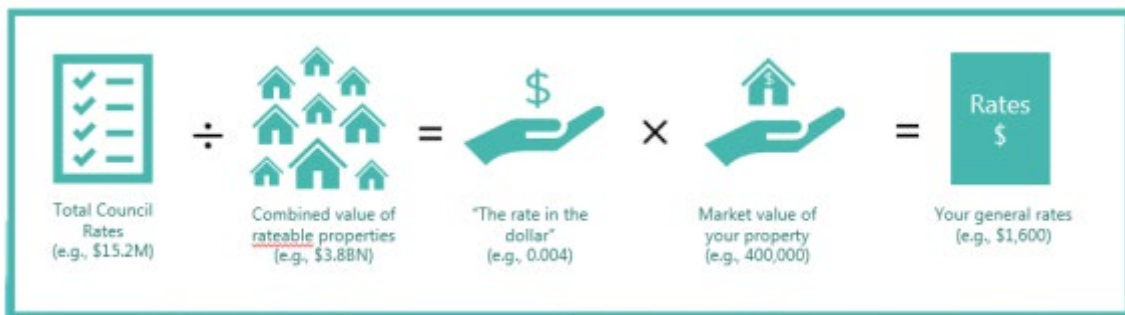 ÷
=
$
×
$
=
Rates
$
Total Council
Rates
(e.g., $15.2M)
Combined value of
rateable properties
(e.g., $3.8BN)
"The rate in the
dollar"
(e.g., 0.004)
Market value of
your property
(e.g., 400,000)
Your general rates
(e.g., $1,600)